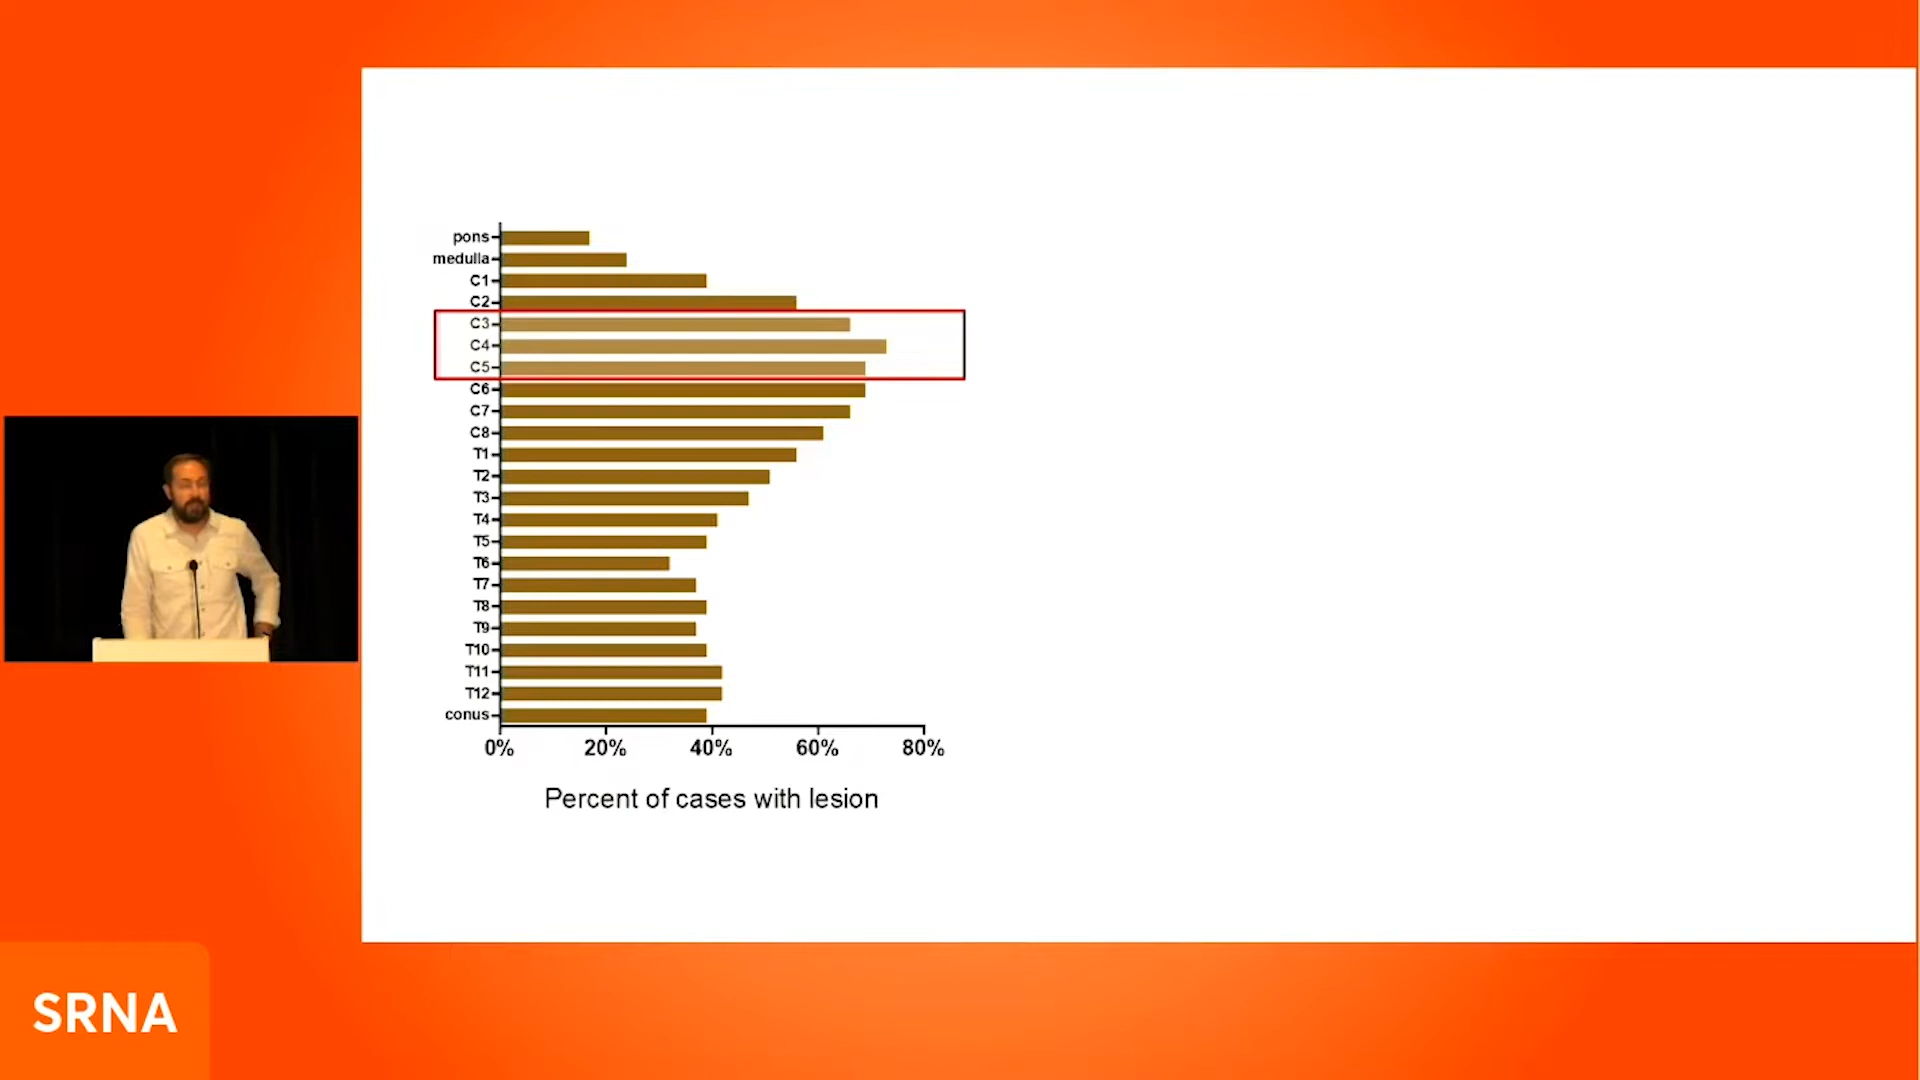 pons
medulla
C1
C2
C3
C4
C5
C6
C7
C8
T1
T2
T3
T4
T5
T6
T7
T8
T9
T10
T11
T12
conus
0% 20% 40% 60% 80%
Percent of cases with lesion
SRNA